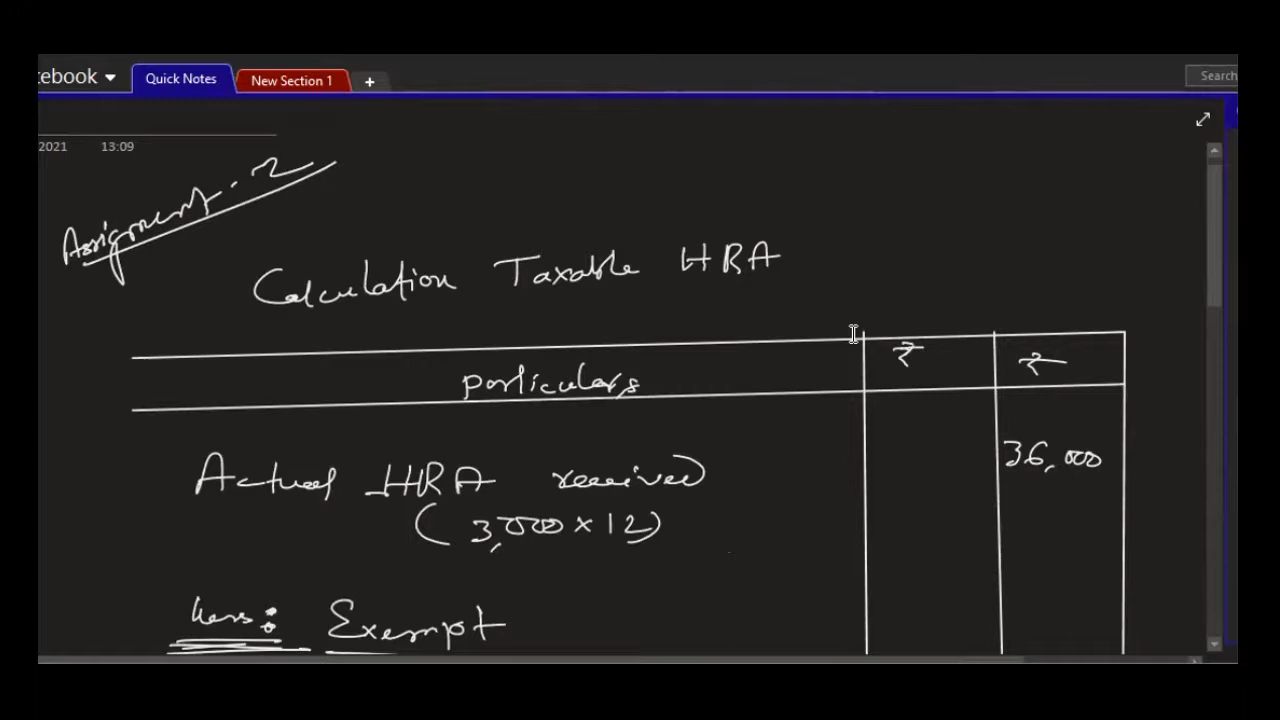 tebook
Quick Notes
New Section 1
+
Search
2021 13:09
Assignment. 2
Calculation Taxable HRA
particulars ₹ ₹
Actual HRA received 36,000
(3,000 × 12)
Less: Exempt